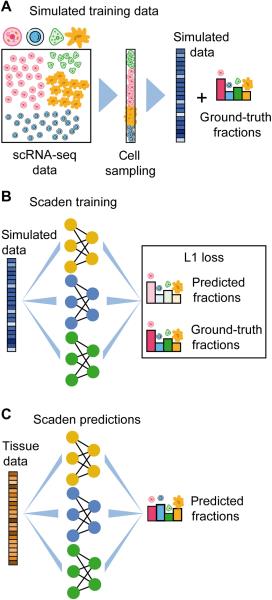 A
Simulated training data
Simulated
data
+
Ground-truth
fractions
scRNA-seq
data
Cell
sampling
B
Scaden training
Simulated
data
L1 loss
Predicted
fractions
Ground-truth
fractions
C
Scaden predictions
Tissue
data
Predicted
fractions